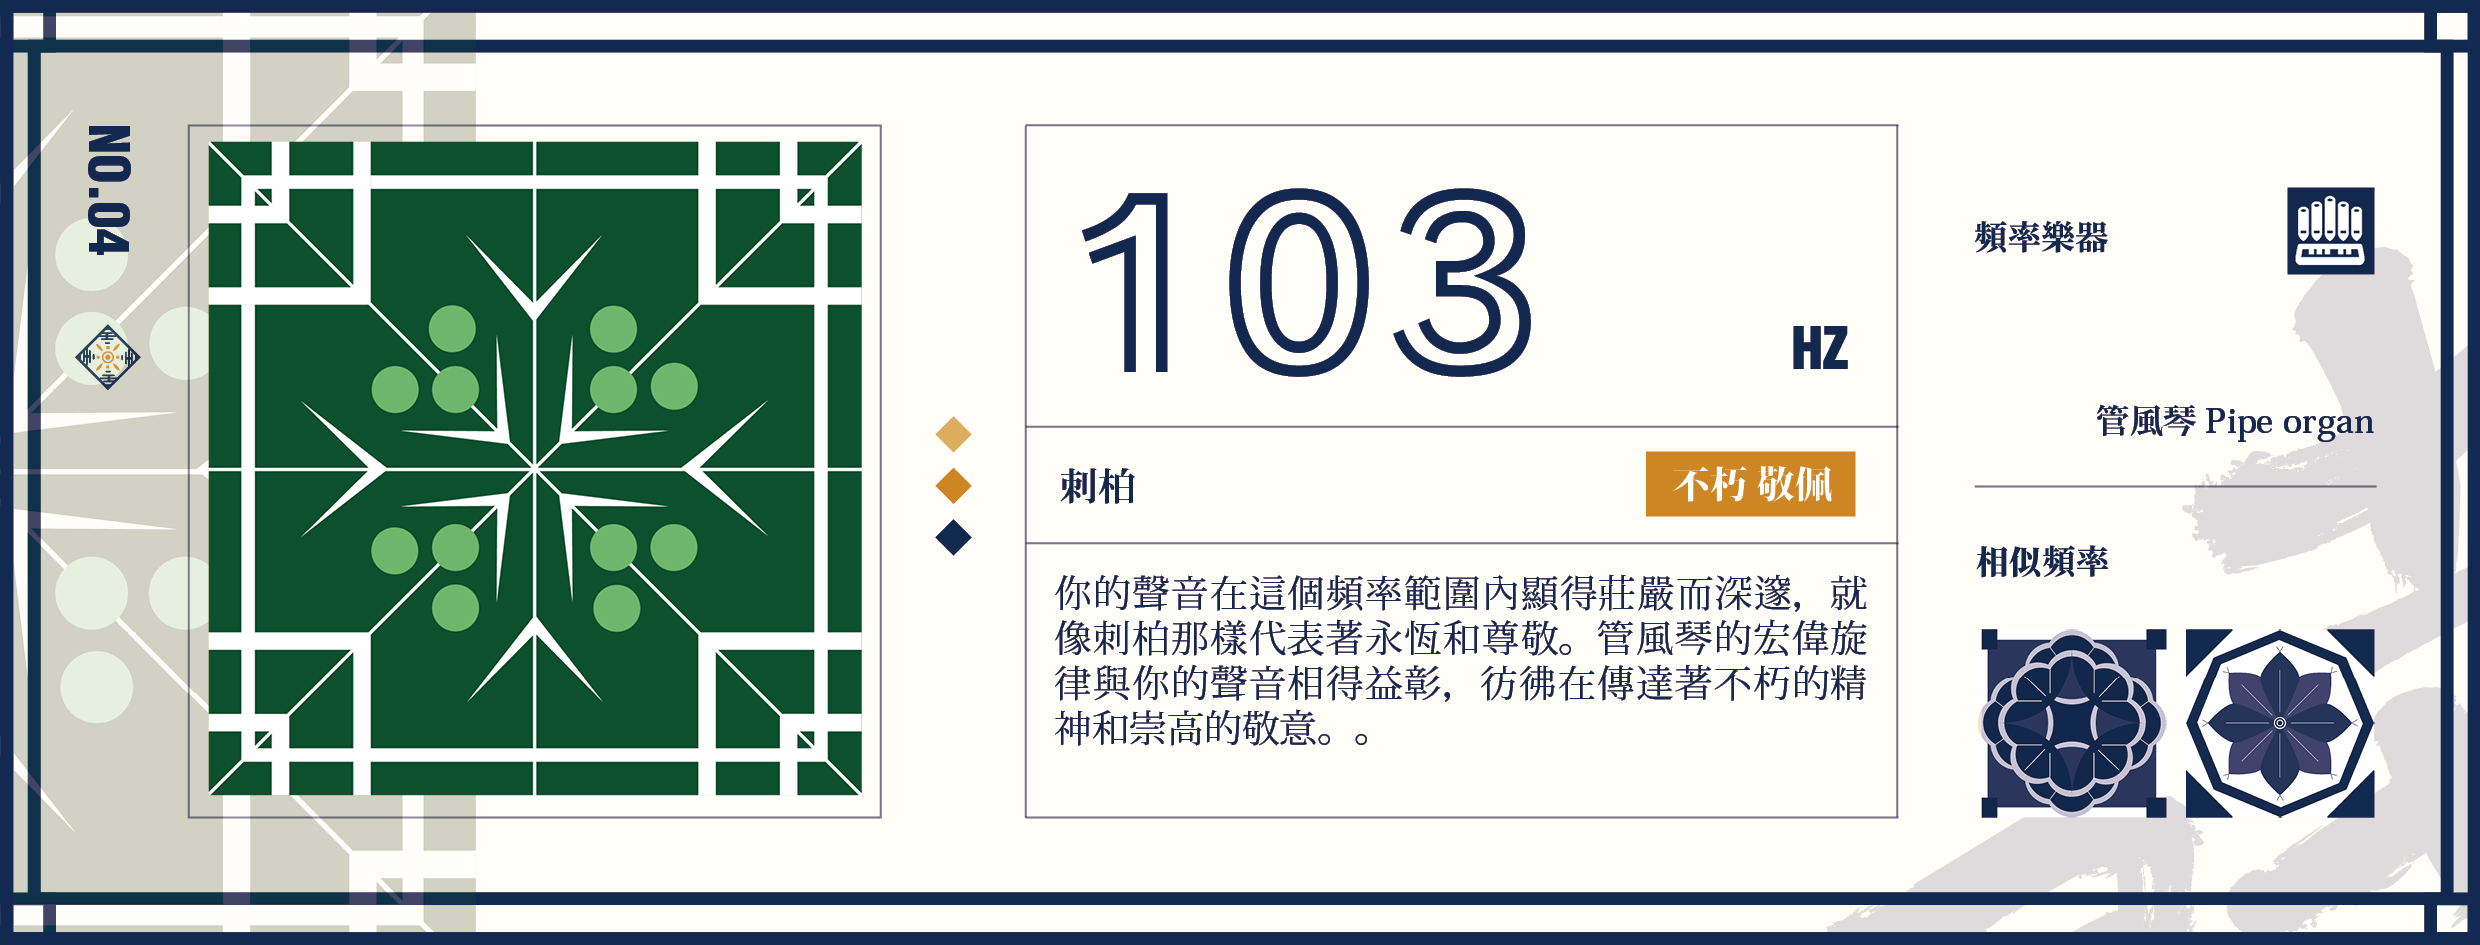 NO.04
103
HZ
刺柏
不朽 敬佩
你的聲音在這個頻率範圍內顯得莊嚴而深邃，就
像刺柏那樣代表著永恆和尊敬。管風琴的宏偉旋
律與你的聲音相得益彰，彷彿在傳達著不朽的精
神和崇高的敬意。。
頻率樂器
管風琴 Pipe organ
相似頻率